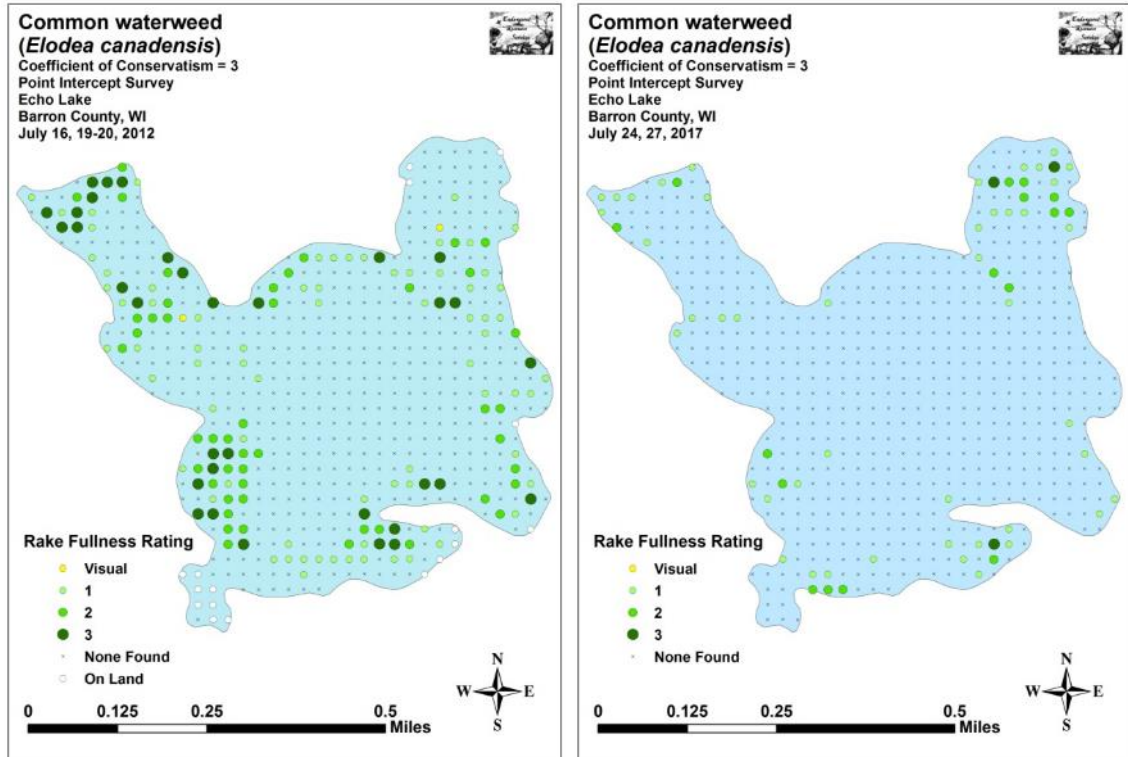 Common waterweed
(Elodea canadensis)
Coefficient of Conservatism = 3
Point Intercept Survey
Echo Lake
Barron County, WI
July 16, 19-20, 2012
Rake Fullness Rating
Visual
1
2
3
None Found
On Land
N
W E
S
0 0.125 0.25 0.5
Miles
Common waterweed
(Elodea canadensis)
Coefficient of Conservatism = 3
Point Intercept Survey
Echo Lake
Barron County, WI
July 24, 27, 2017
Rake Fullness Rating
Visual
1
2
3
None Found
N
W E
S
0 0.125 0.25 0.5
Miles